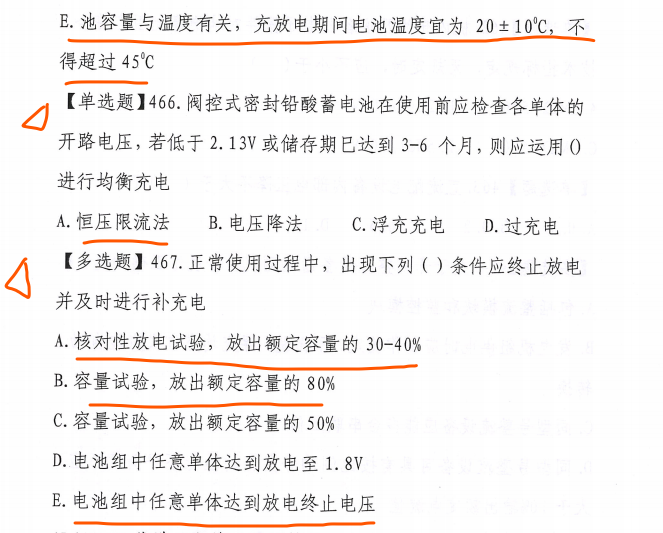 E.池容量与温度有关，充放电期间电池温度宜为 20±10⁰C，不
得超过 45⁰C
【单选题】466.阀控式密封铅酸蓄电池在使用前应检查各单体的
开路电压，若低于 2.13V 或储存期已达到 3-6 个月，则应运用()
进行均衡充电
A.恒压限流法 B.电压降法 C.浮充充电 D.过充电
【多选题】467.正常使用过程中，出现下列（）条件应终止放电
并及时进行补充电
A.核对性放电试验，放出额定容量的 30-40%
B.容量试验，放出额定容量的 80%
C.容量试验，放出额定容量的 50%
D.电池组中任意单体达到放电至 1.8V
E.电池组中任意单体达到放电终止电压